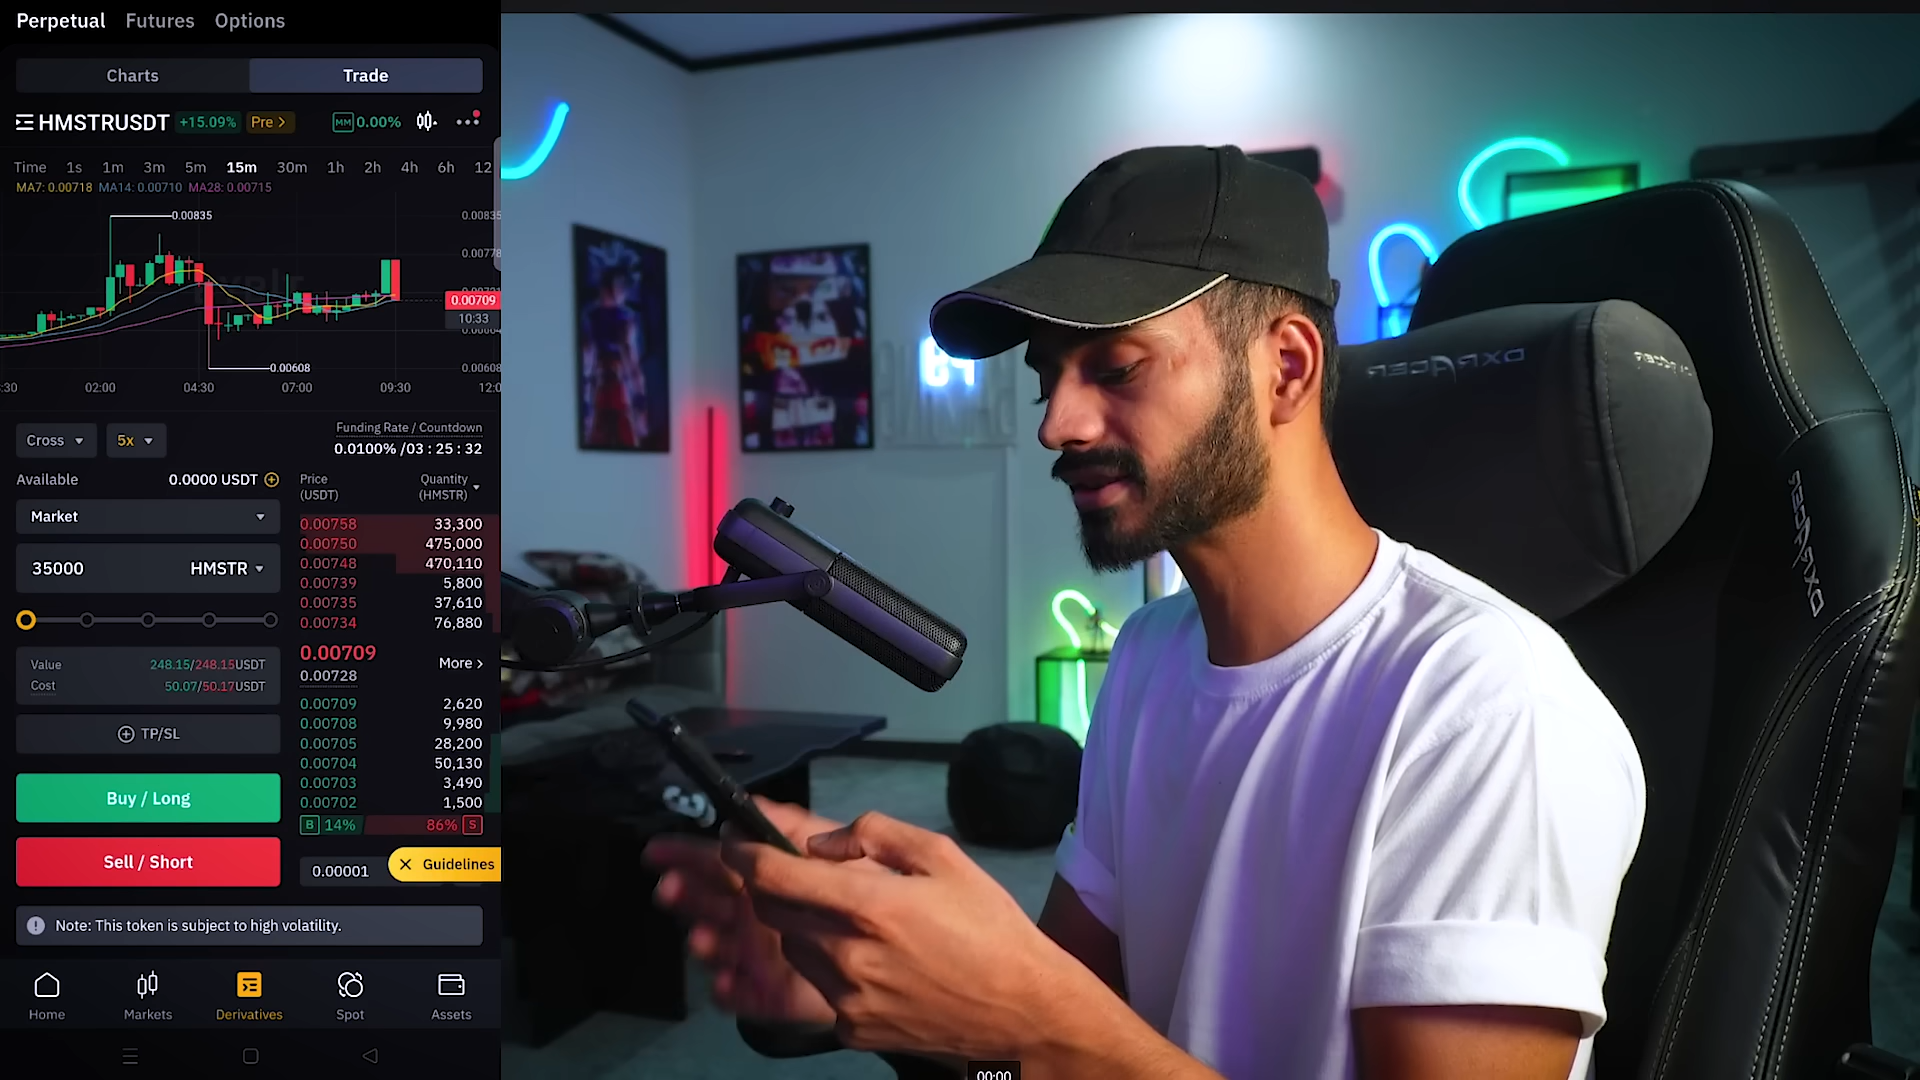 Perpetual Futures Options
Charts Trade
HMSTRUSDT +15.09% Pre > MM 0.00%
Time 1s 1m 3m 5m 15m 30m 1h 2h 4h 6h 12
MA7: 0.00718 MA14: 0.00710 MA28: 0.00715
0.00835 0.00835
0.00778
0.00709
10:33
0.00608 0.00608
:30 02:00 04:30 07:00 09:30 12:0
Cross 5x
Funding Rate / Countdown
0.0100% /03 : 25 : 32
Available 0.0000 USDT
Market
35000 HMSTR
Value 248.15/248.15USDT
Cost 50.07/50.17USDT
TP/SL
Buy / Long
Sell / Short
Price Quantity
(USDT) (HMSTR)
0.00758 33,300
0.00750 475,000
0.00748 470,110
0.00739 5,800
0.00735 37,610
0.00734 76,880
0.00709 More >
0.00728
0.00709 2,620
0.00708 9,980
0.00705 28,200
0.00704 50,130
0.00703 3,490
0.00702 1,500
B 14% 86% S
0.00001 Guidelines
Note: This token is subject to high volatility.
Home Markets Derivatives Spot Assets
DXRACER
DXRACER
00:00